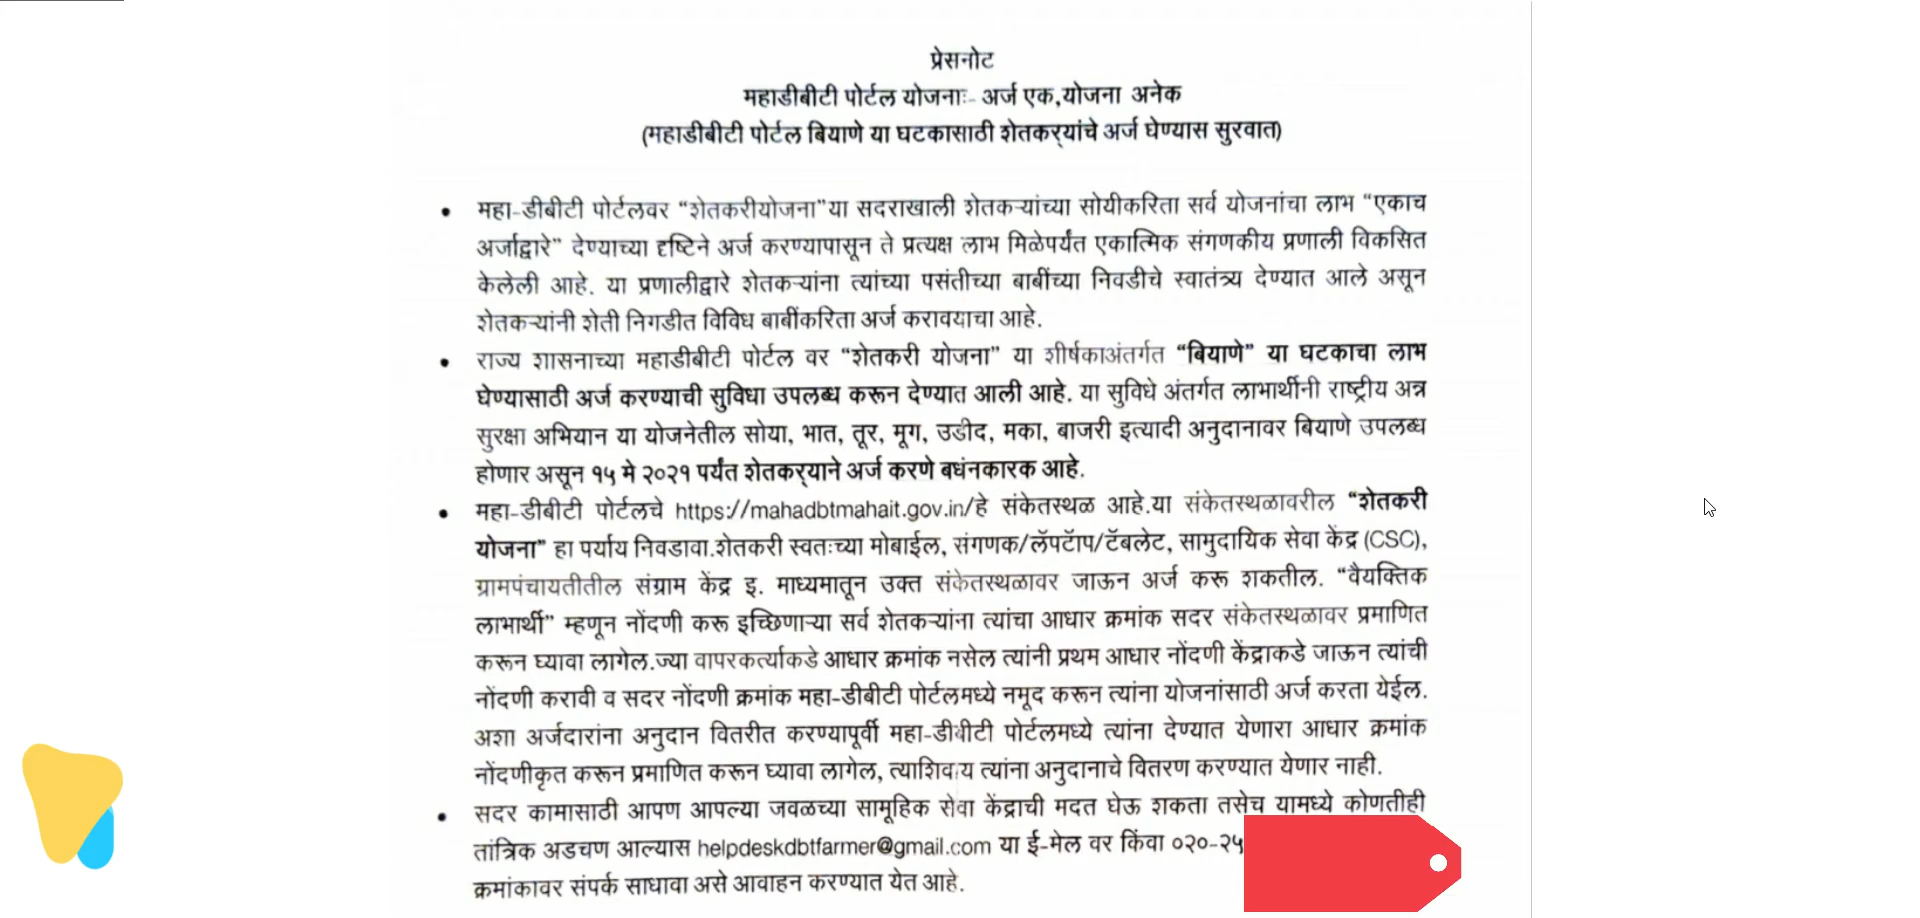 प्रेसनोट
महाडीबीटी पोर्टल योजनाः- अर्ज एक,योजना अनेक
(महाडीबीटी पोर्टल बियाणे या घटकासाठी शेतकर्‍यांचे अर्ज घेण्यास सुरवात)
• महा-डीबीटी पोर्टलवर “शेतकरीयोजना”या सदराखाली शेतकऱ्यांच्या सोयीकरिता सर्व योजनांचा लाभ “एकाच
अर्जाद्वारे” देण्याच्या दृष्टिने अर्ज करण्यापासून ते प्रत्यक्ष लाभ मिळेपर्यंत एकात्मिक संगणकीय प्रणाली विकसित
केलेली आहे. या प्रणालीद्वारे शेतकऱ्यांना त्यांच्या पसंतीच्या बाबींच्या निवडीचे स्वातंत्र्य देण्यात आले असून
शेतकऱ्यांनी शेती निगडीत विविध बाबींकरिता अर्ज करावयाचा आहे.
• राज्य शासनाच्या महाडीबीटी पोर्टल वर “शेतकरी योजना” या शीर्षकाअंतर्गत “बियाणे” या घटकाचा लाभ
घेण्यासाठी अर्ज करण्याची सुविधा उपलब्ध करून देण्यात आली आहे. या सुविधे अंतर्गत लाभार्थीनी राष्ट्रीय अन्न
सुरक्षा अभियान या योजनेतील सोया, भात, तूर, मूग, उडीद, मका, बाजरी इत्यादी अनुदानावर बियाणे उपलब्ध
होणार असून १५ मे २०२१ पर्यंत शेतकर्‍याने अर्ज करणे बधंनकारक आहे.
• महा-डीबीटी पोर्टलचे https://mahadbtmahait.gov.in/हे संकेतस्थळ आहे.या संकेतस्थळावरील “शेतकरी
योजना” हा पर्याय निवडावा.शेतकरी स्वतःच्या मोबाईल, संगणक/लॅपटॅाप/टॅबलेट, सामुदायिक सेवा केंद्र (CSC),
ग्रामपंचायतीतील संग्राम केंद्र इ. माध्यमातून उक्त संकेतस्थळावर जाऊन अर्ज करू शकतील. “वैयक्तिक
लाभार्थी” म्हणून नोंदणी करू इच्छिणाऱ्या सर्व शेतकऱ्यांना त्यांचा आधार क्रमांक सदर संकेतस्थळावर प्रमाणित
करून घ्यावा लागेल.ज्या वापरकर्त्याकडे आधार क्रमांक नसेल त्यांनी प्रथम आधार नोंदणी केंद्राकडे जाऊन त्यांची
नोंदणी करावी व सदर नोंदणी क्रमांक महा-डीबीटी पोर्टलमध्ये नमूद करून त्यांना योजनांसाठी अर्ज करता येईल.
अशा अर्जदारांना अनुदान वितरीत करण्यापूर्वी महा-डीबीटी पोर्टलमध्ये त्यांना देण्यात येणारा आधार क्रमांक
नोंदणीकृत करून प्रमाणित करून घ्यावा लागेल, त्याशिवाय त्यांना अनुदानाचे वितरण करण्यात येणार नाही.
• सदर कामासाठी आपण आपल्या जवळच्या सामूहिक सेवा केंद्राची मदत घेऊ शकता तसेच यामध्ये कोणतीही
तांत्रिक अडचण आल्यास helpdeskdbtfarmer@gmail.com या ई-मेल वर किंवा ०२०-२५
क्रमांकावर संपर्क साधावा असे आवाहन करण्यात येत आहे.